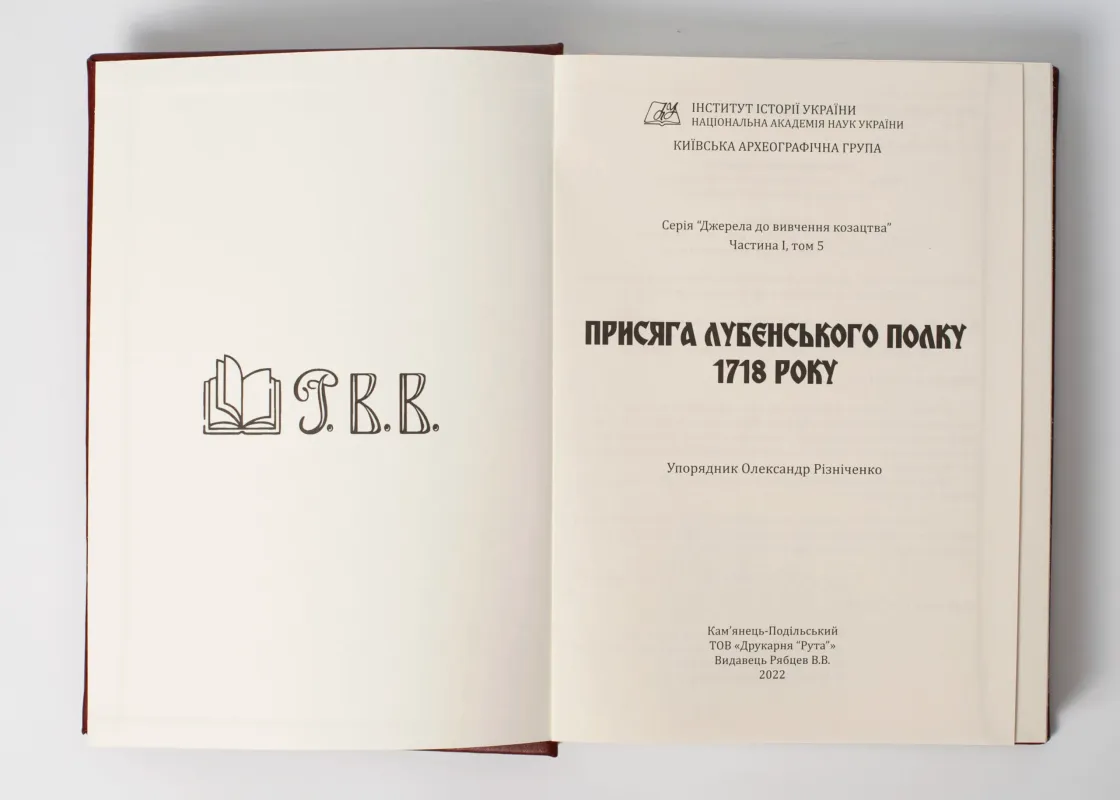 Р.В.В.
ІНСТИТУТ ІСТОРІЇ УКРАЇНИ
НАЦІОНАЛЬНА АКАДЕМІЯ НАУК УКРАЇНИ
КИЇВСЬКА АРХЕОГРАФІЧНА ГРУПА
Серія “Джерела до вивчення козацтва”
Частина І, том 5
ПРИСЯГА ЛУБЕНСЬКОГО ПОЛКУ
1718 РОКУ
Упорядник Олександр Різніченко
Кам’янець-Подільський
ТОВ «Друкарня “Рута”»
Видавець Рябцев В.В.
2022